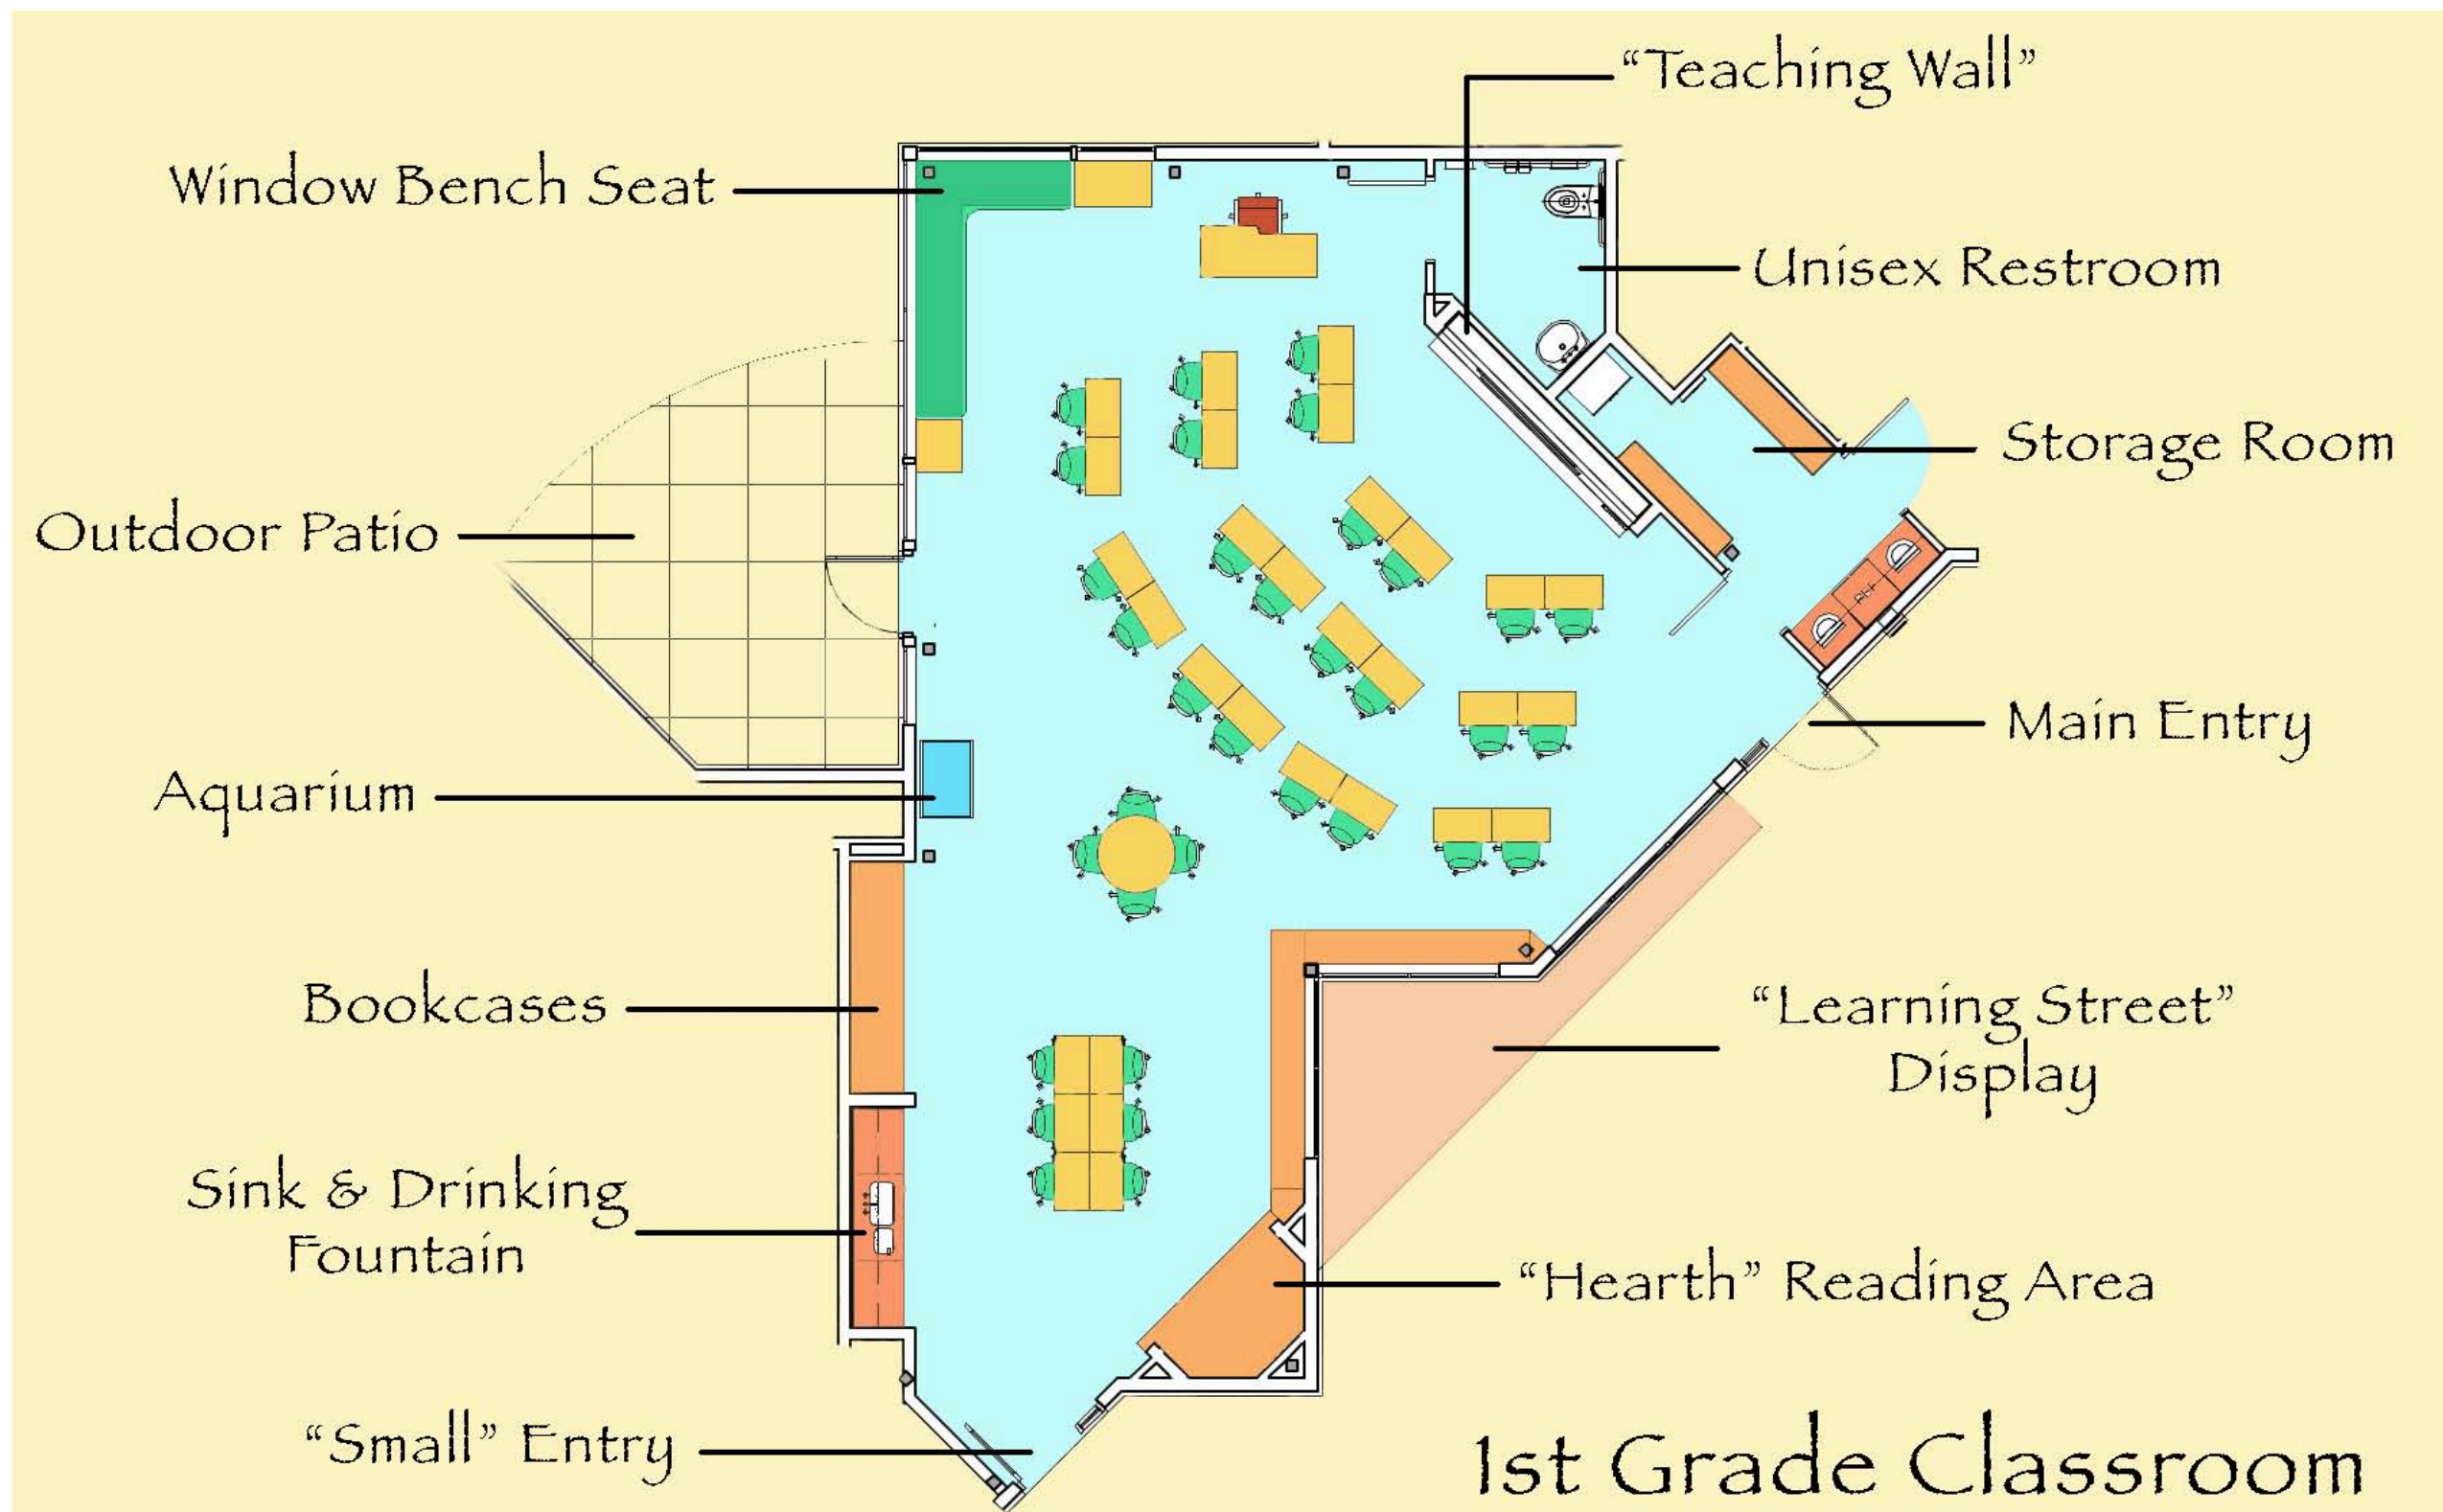 “Teaching Wall”
Window Bench Seat
Unisex Restroom
Storage Room
Outdoor Patio
Main Entry
Aquarium
Bookcases
“Learning Street”
Display
Sink & Drinking
Fountain
“Hearth” Reading Area
“Small” Entry
1st Grade Classroom